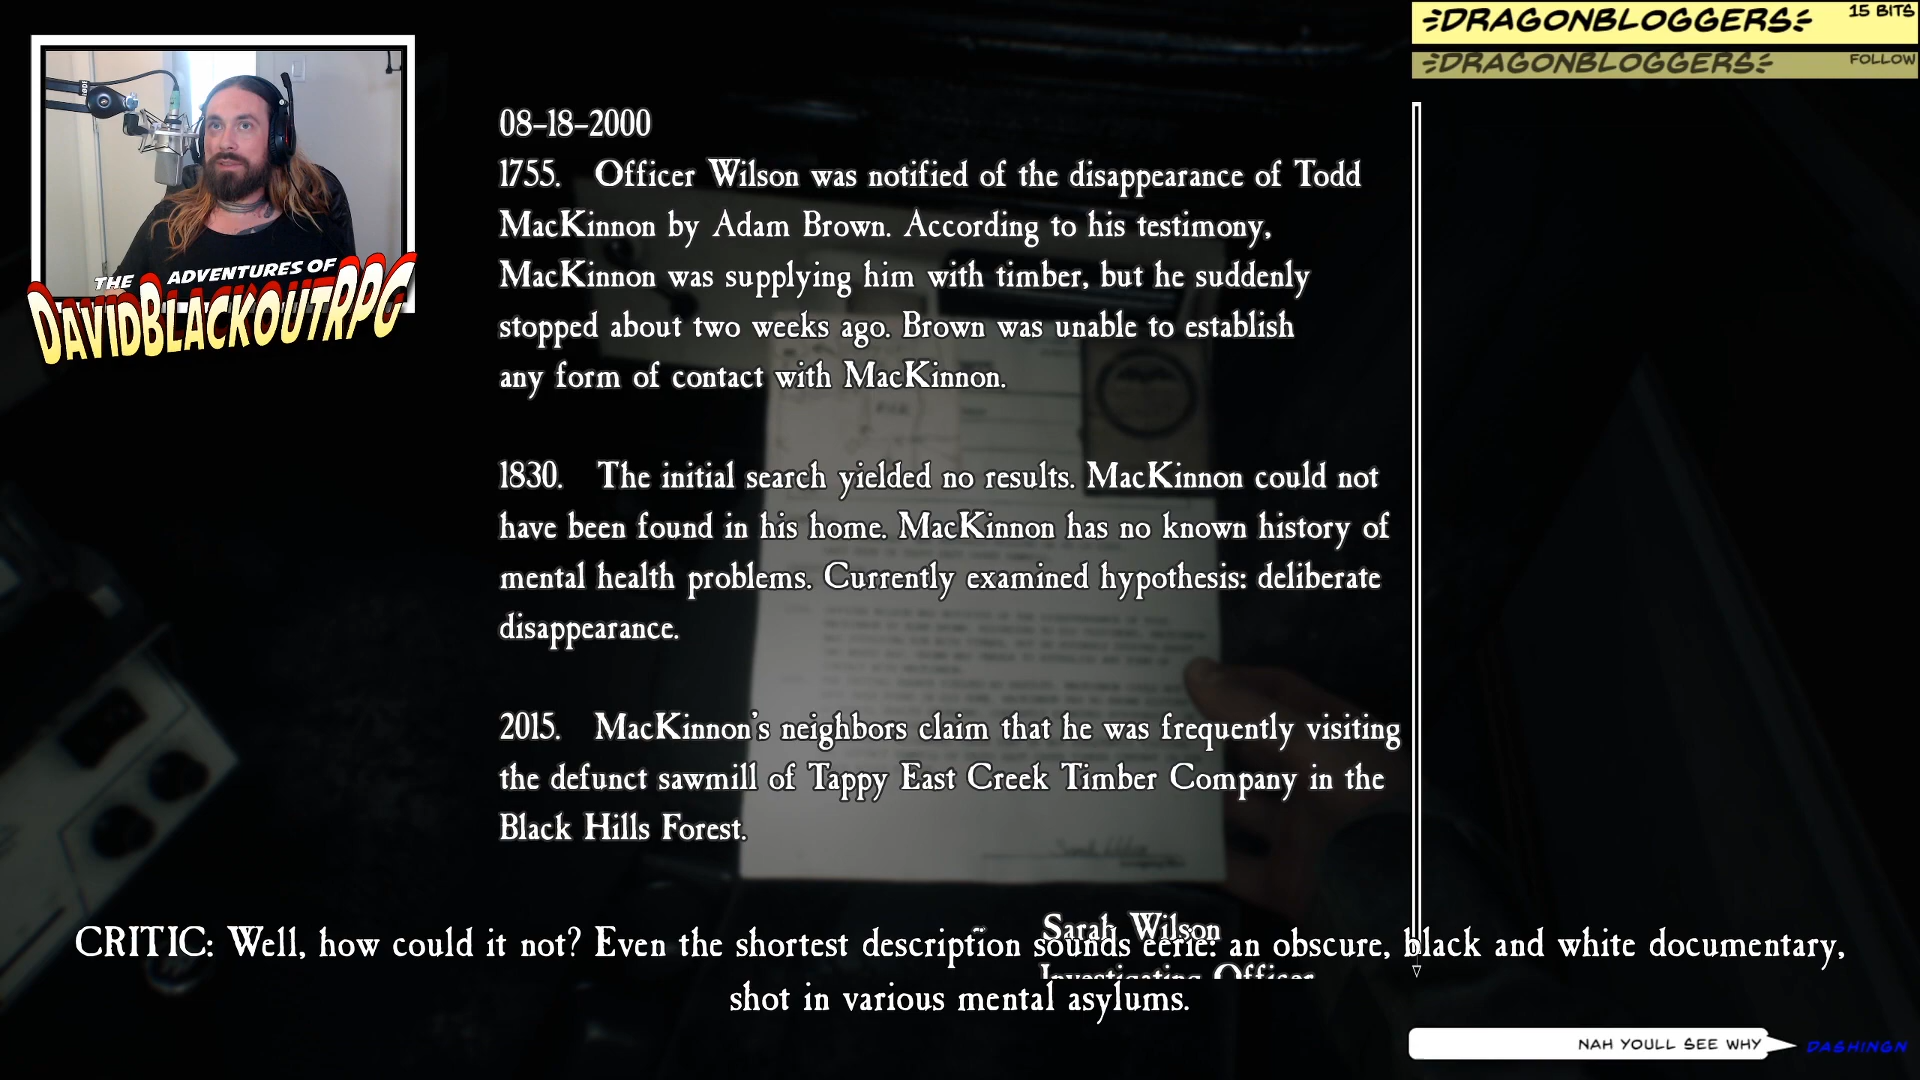 =DRAGONBLOGGERS= 15 BITS
=DRAGONBLOGGERS= FOLLOW
THE ADVENTURES OF
DAVIDBLACKOUTRPG
08-18-2000
1755. Officer Wilson was notified of the disappearance of Todd
MacKinnon by Adam Brown. According to his testimony,
MacKinnon was supplying him with timber, but he suddenly
stopped about two weeks ago. Brown was unable to establish
any form of contact with MacKinnon.
1830. The initial search yielded no results. MacKinnon could not
have been found in his home. MacKinnon has no known history of
mental health problems. Currently examined hypothesis: deliberate
disappearance.
2015. MacKinnon's neighbors claim that he was frequently visiting
the defunct sawmill of Tappy East Creek Timber Company in the
Black Hills Forest.
Sarah Wilson
Investigating Officer
CRITIC: Well, how could it not? Even the shortest description sounds eerie: an obscure, black and white documentary,
shot in various mental asylums.
NAH YOULL SEE WHY DASHINGN